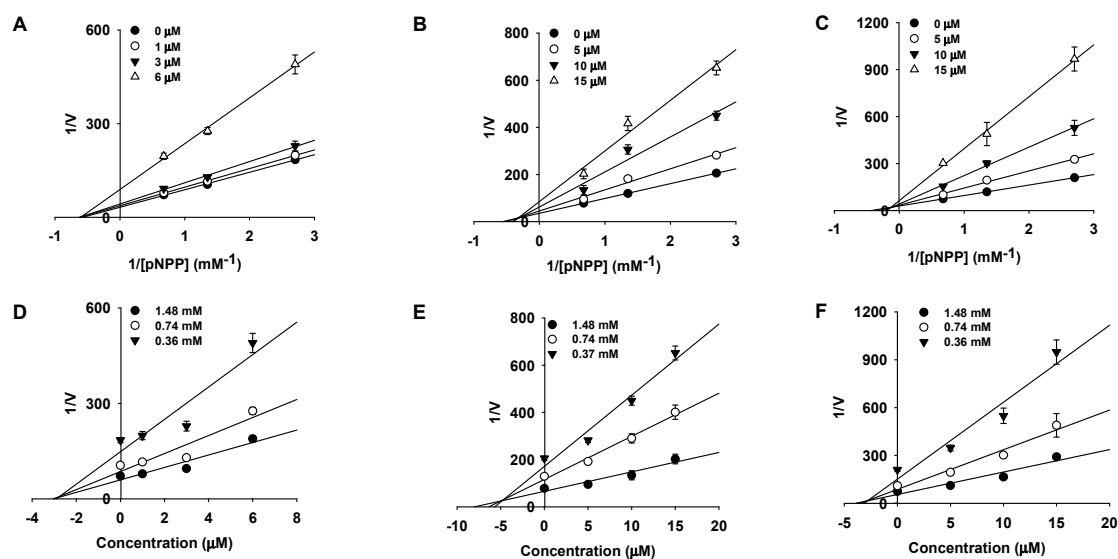 A
0 µM
1 µM
3 µM
6 µM
600
300
0
1/V
-1 0 1 2 3
1/[pNPP] (mM-1)
B
0 µM
5 µM
10 µM
15 µM
800
600
400
200
0
1/V
-1 0 1 2 3
1/[pNPP] (mM-1)
C
0 µM
5 µM
10 µM
15 µM
1200
900
600
300
0
1/V
-1 0 1 2 3
1/[pNPP] (mM-1)
D
1.48 mM
0.74 mM
0.36 mM
600
300
0
1/V
-4 -2 0 2 4 6 8
Concentration (µM)
E
1.48 mM
0.74 mM
0.37 mM
800
600
400
200
0
1/V
-10 -5 0 5 10 15 20
Concentration (µM)
F
1.48 mM
0.74 mM
0.36 mM
1200
900
600
300
0
1/V
-5 0 5 10 15 20
Concentration (µM)